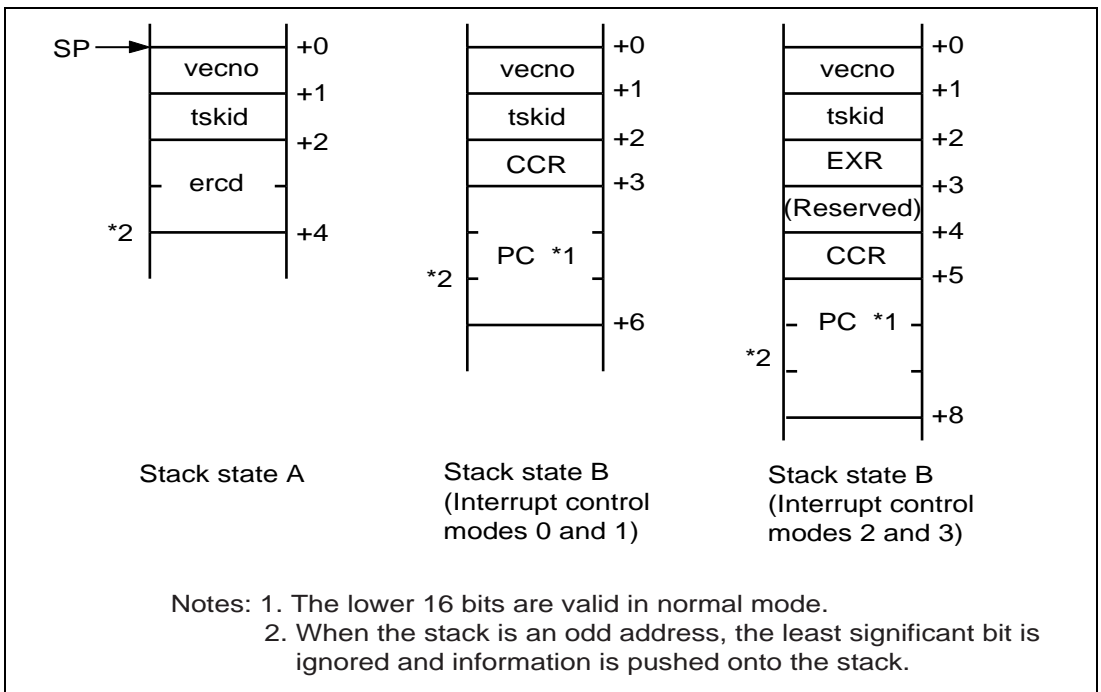 SP
+0
vecno
+1
tskid
+2
ercd
*2
+4
Stack state A
+0
vecno
+1
tskid
+2
CCR
+3
PC *1
*2
+6
Stack state B
(Interrupt control
modes 0 and 1)
+0
vecno
+1
tskid
+2
EXR
+3
(Reserved)
+4
CCR
+5
PC *1
*2
+8
Stack state B
(Interrupt control
modes 2 and 3)
Notes: 1. The lower 16 bits are valid in normal mode.
2. When the stack is an odd address, the least significant bit is
ignored and information is pushed onto the stack.